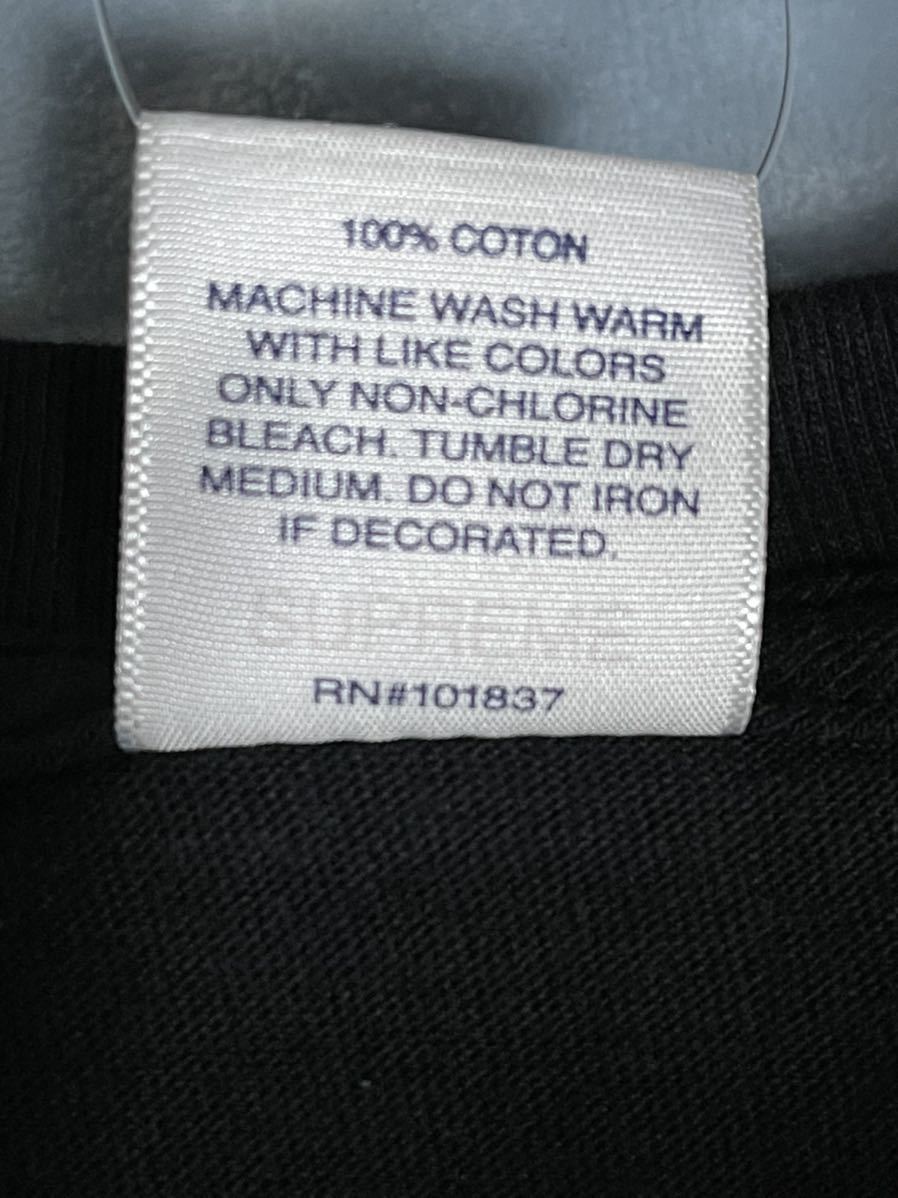 100% COTON
MACHINE WASH WARM
WITH LIKE COLORS
ONLY NON-CHLORINE
BLEACH. TUMBLE DRY
MEDIUM. DO NOT IRON
IF DECORATED.
SUPREME
RN#101837